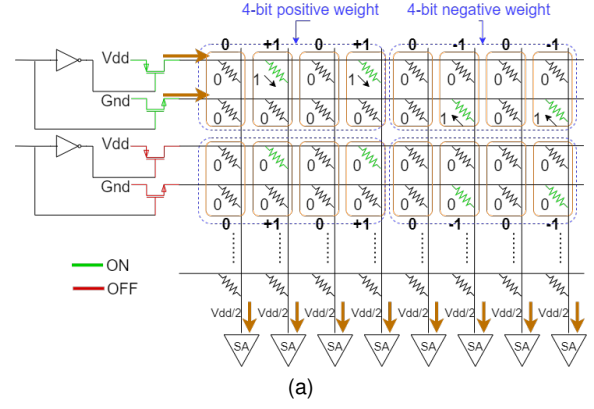 4-bit positive weight 4-bit negative weight
0 +1 0 +1 0 -1 0 -1
Vdd
0 1 0 1 0 0 0 0
Gnd
0 0 0 0 0 1 0 1
Vdd
0 0 0 0 0 0 0 0
Gnd
0 0 0 0 0 0 0 0
0 +1 0 +1 0 -1 0 -1
ON
OFF
Vdd/2 Vdd/2 Vdd/2 Vdd/2 Vdd/2 Vdd/2 Vdd/2 Vdd/2
SA SA SA SA SA SA SA SA
(a)